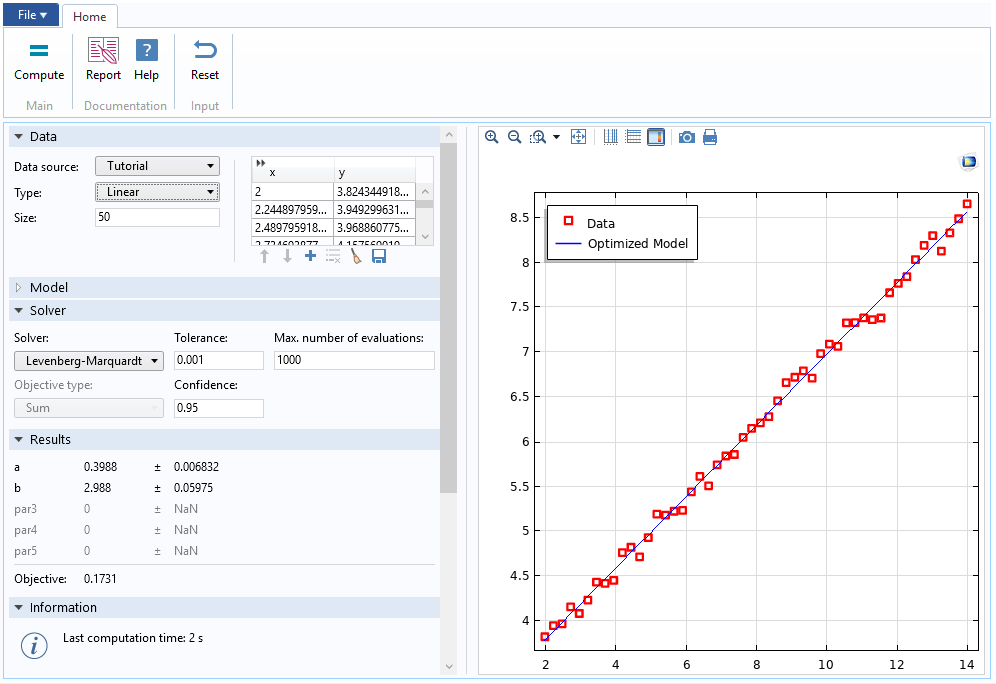 File Home
Compute Report Help Reset
Main Documentation Input
Data
Data source: Tutorial
Type: Linear
Size: 50
x y
2 3.824344918...
2.244897959... 3.949299631...
2.489795918... 3.968860775...
Model
Solver
Solver: Tolerance: Max. number of evaluations:
Levenberg-Marquardt 0.001 1000
Objective type: Confidence:
Sum 0.95
Results
a 0.3988 ± 0.006832
b 2.988 ± 0.05975
par3 0 ± NaN
par4 0 ± NaN
par5 0 ± NaN
Objective: 0.1731
Information
Last computation time: 2 s
Data
Optimized Model
8.5
8
7.5
7
6.5
6
5.5
5
4.5
4
2 4 6 8 10 12 14